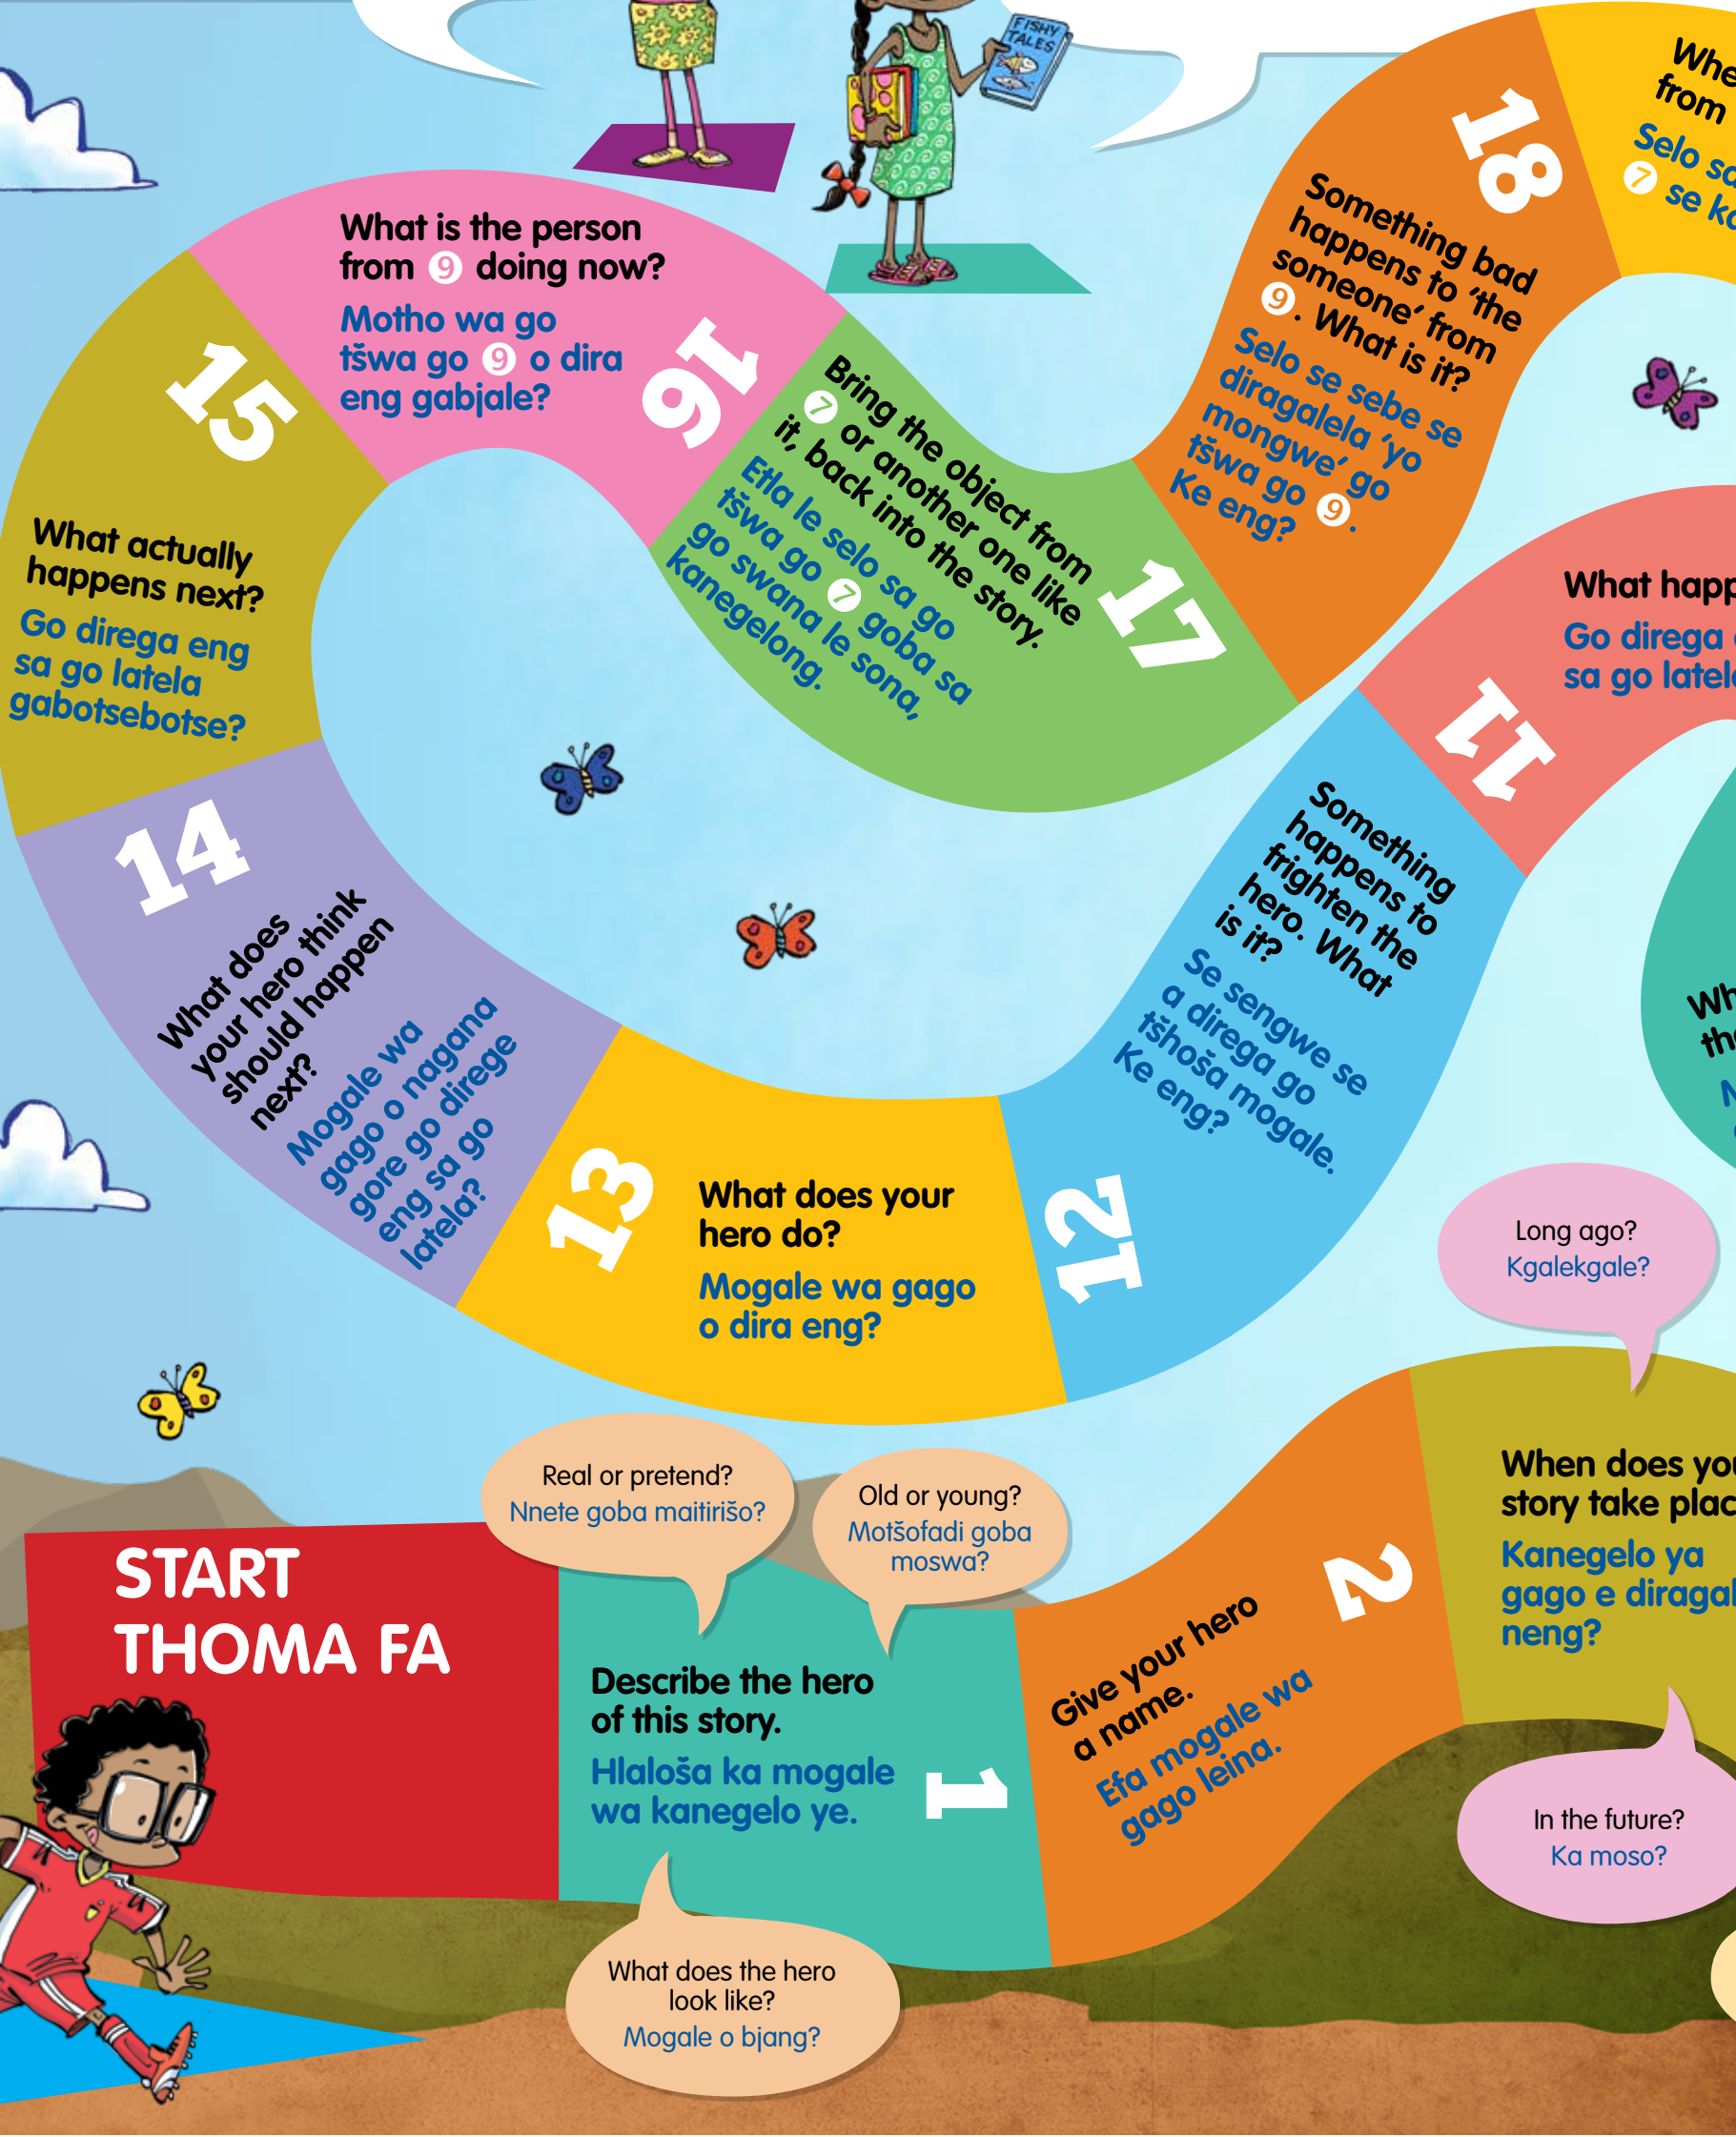 FISHY
TALES
START
THOMA FA
Real or pretend?
Nnete goba maitirišo?
Old or young?
Motšofadi goba
moswa?
Describe the hero
of this story.
Hlaloša ka mogale
wa kanegelo ye.
1
What does the hero
look like?
Mogale o bjang?
Give your hero
a name.
Efa mogale wa
gago leina.
2
Long ago?
Kgalekgale?
When does
story take
Kanegelo ya
gago e
neng?
In the future?
Ka moso?
11
What
Go direga
sa go
Something
happens to
frighten the
hero. What
is it?
Se sengwe se
a direga go
tšhoša mogale.
Ke eng?
12
13
What does your
hero do?
Mogale wa gago
o dira eng?
14
What does
your hero think
should happen
next?
Mogale wa
gago o nagana
gore go direge
eng sa go
latela?
15
What actually
happens next?
Go direga eng
sa go latela
gabotsebotse?
16
What is the person
from 9 doing now?
Motho wa go
tšwa go 9 o dira
eng gabjale?
17
Bring the object from
7 or another one like
it, back into the story.
Etla le selo sa go
tšwa go 7 goba sa
go swana le sona,
kanegelong.
18
Something bad
happens to ‘the
someone’ from
9. What is it?
Selo se sebe se
diragalela ‘yo
mongwe’ go
tšwa go 9.
Ke eng?
from
Selo
7 se